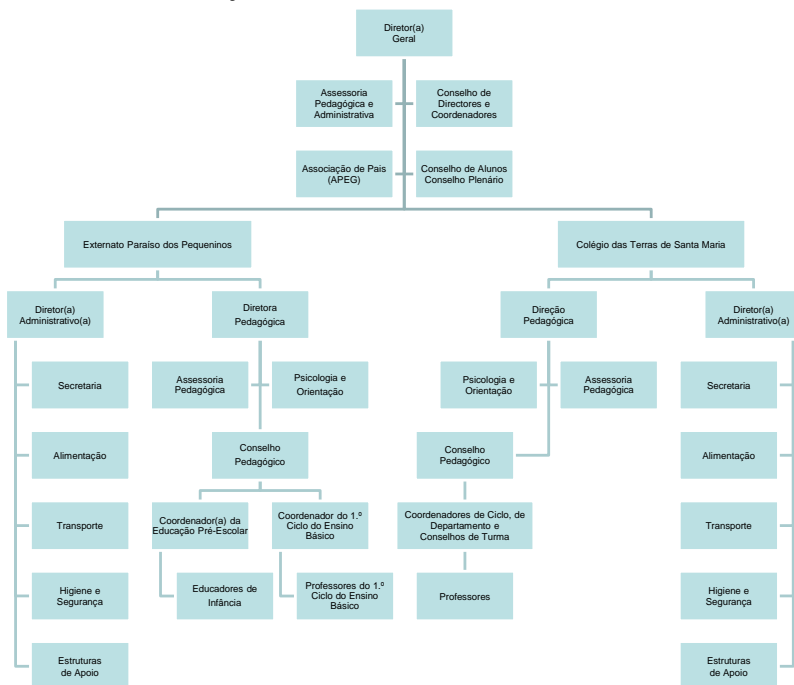 Diretor(a)
Geral
Assessoria
Pedagógica e
Administrativa
Conselho de
Directores e
Coordenadores
Associação de Pais
(APEG)
Conselho de Alunos
Conselho Plenário
Externato Paraíso dos Pequeninos
Colégio das Terras de Santa Maria
Diretor(a)
Administrativo(a)
Diretora
Pedagógica
Direção
Pedagógica
Diretor(a)
Administrativo(a)
Secretaria
Assessoria
Pedagógica
Psicologia e
Orientação
Psicologia e
Orientação
Assessoria
Pedagógica
Secretaria
Alimentação
Conselho
Pedagógico
Conselho
Pedagógico
Alimentação
Transporte
Coordenador(a) da
Educação Pré-Escolar
Coordenador do 1.º
Ciclo do Ensino
Básico
Coordenadores de Ciclo, de
Departamento e
Conselhos de Turma
Transporte
Higiene e
Segurança
Educadores de
Infância
Professores do 1.º
Ciclo do Ensino
Básico
Professores
Higiene e
Segurança
Estruturas
de Apoio
Estruturas
de Apoio